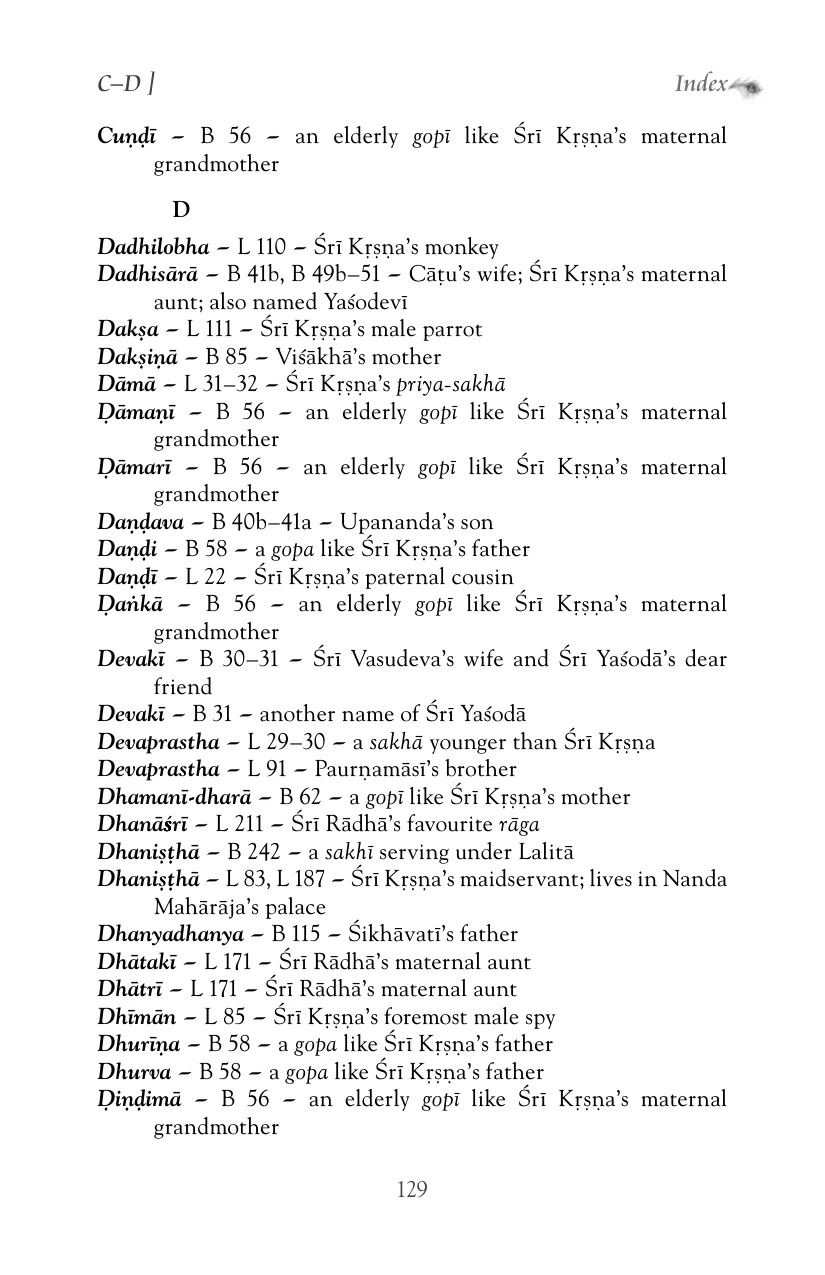 C–D ]
Index
Cuṇḍī – B 56 – an elderly gopī like Śrī Kṛṣṇa’s maternal
grandmother
D
Dadhilobha – L 110 – Śrī Kṛṣṇa’s monkey
Dadhisārā – B 41b, B 49b–51 – Cāṭu’s wife; Śrī Kṛṣṇa’s maternal
aunt; also named Yaśodevī
Dakṣa – L 111 – Śrī Kṛṣṇa’s male parrot
Dakṣiṇā – B 85 – Viśākhā’s mother
Dāmā – L 31–32 – Śrī Kṛṣṇa’s priya-sakhā
Ḍāmaṇī – B 56 – an elderly gopī like Śrī Kṛṣṇa’s maternal
grandmother
Ḍāmarī – B 56 – an elderly gopī like Śrī Kṛṣṇa’s maternal
grandmother
Daṇḍava – B 40b–41a – Upananda’s son
Daṇḍi – B 58 – a gopa like Śrī Kṛṣṇa’s father
Daṇḍī – L 22 – Śrī Kṛṣṇa’s paternal cousin
Ḍaṅkā – B 56 – an elderly gopī like Śrī Kṛṣṇa’s maternal
grandmother
Devakī – B 30–31 – Śrī Vasudeva’s wife and Śrī Yaśodā’s dear
friend
Devakī – B 31 – another name of Śrī Yaśodā
Devaprastha – L 29–30 – a sakhā younger than Śrī Kṛṣṇa
Devaprastha – L 91 – Paurṇamāsī’s brother
Dhamanī-dharā – B 62 – a gopī like Śrī Kṛṣṇa’s mother
Dhanāśrī – L 211 – Śrī Rādhā’s favourite rāga
Dhaniṣṭhā – B 242 – a sakhī serving under Lalitā
Dhaniṣṭhā – L 83, L 187 – Śrī Kṛṣṇa’s maidservant; lives in Nanda
Mahārāja’s palace
Dhanyadhanya – B 115 – Śikhāvatī’s father
Dhātakī – L 171 – Śrī Rādhā’s maternal aunt
Dhātrī – L 171 – Śrī Rādhā’s maternal aunt
Dhīmān – L 85 – Śrī Kṛṣṇa’s foremost male spy
Dhurīṇa – B 58 – a gopa like Śrī Kṛṣṇa’s father
Dhurva – B 58 – a gopa like Śrī Kṛṣṇa’s father
Ḍiṇḍimā – B 56 – an elderly gopī like Śrī Kṛṣṇa’s maternal
grandmother
129